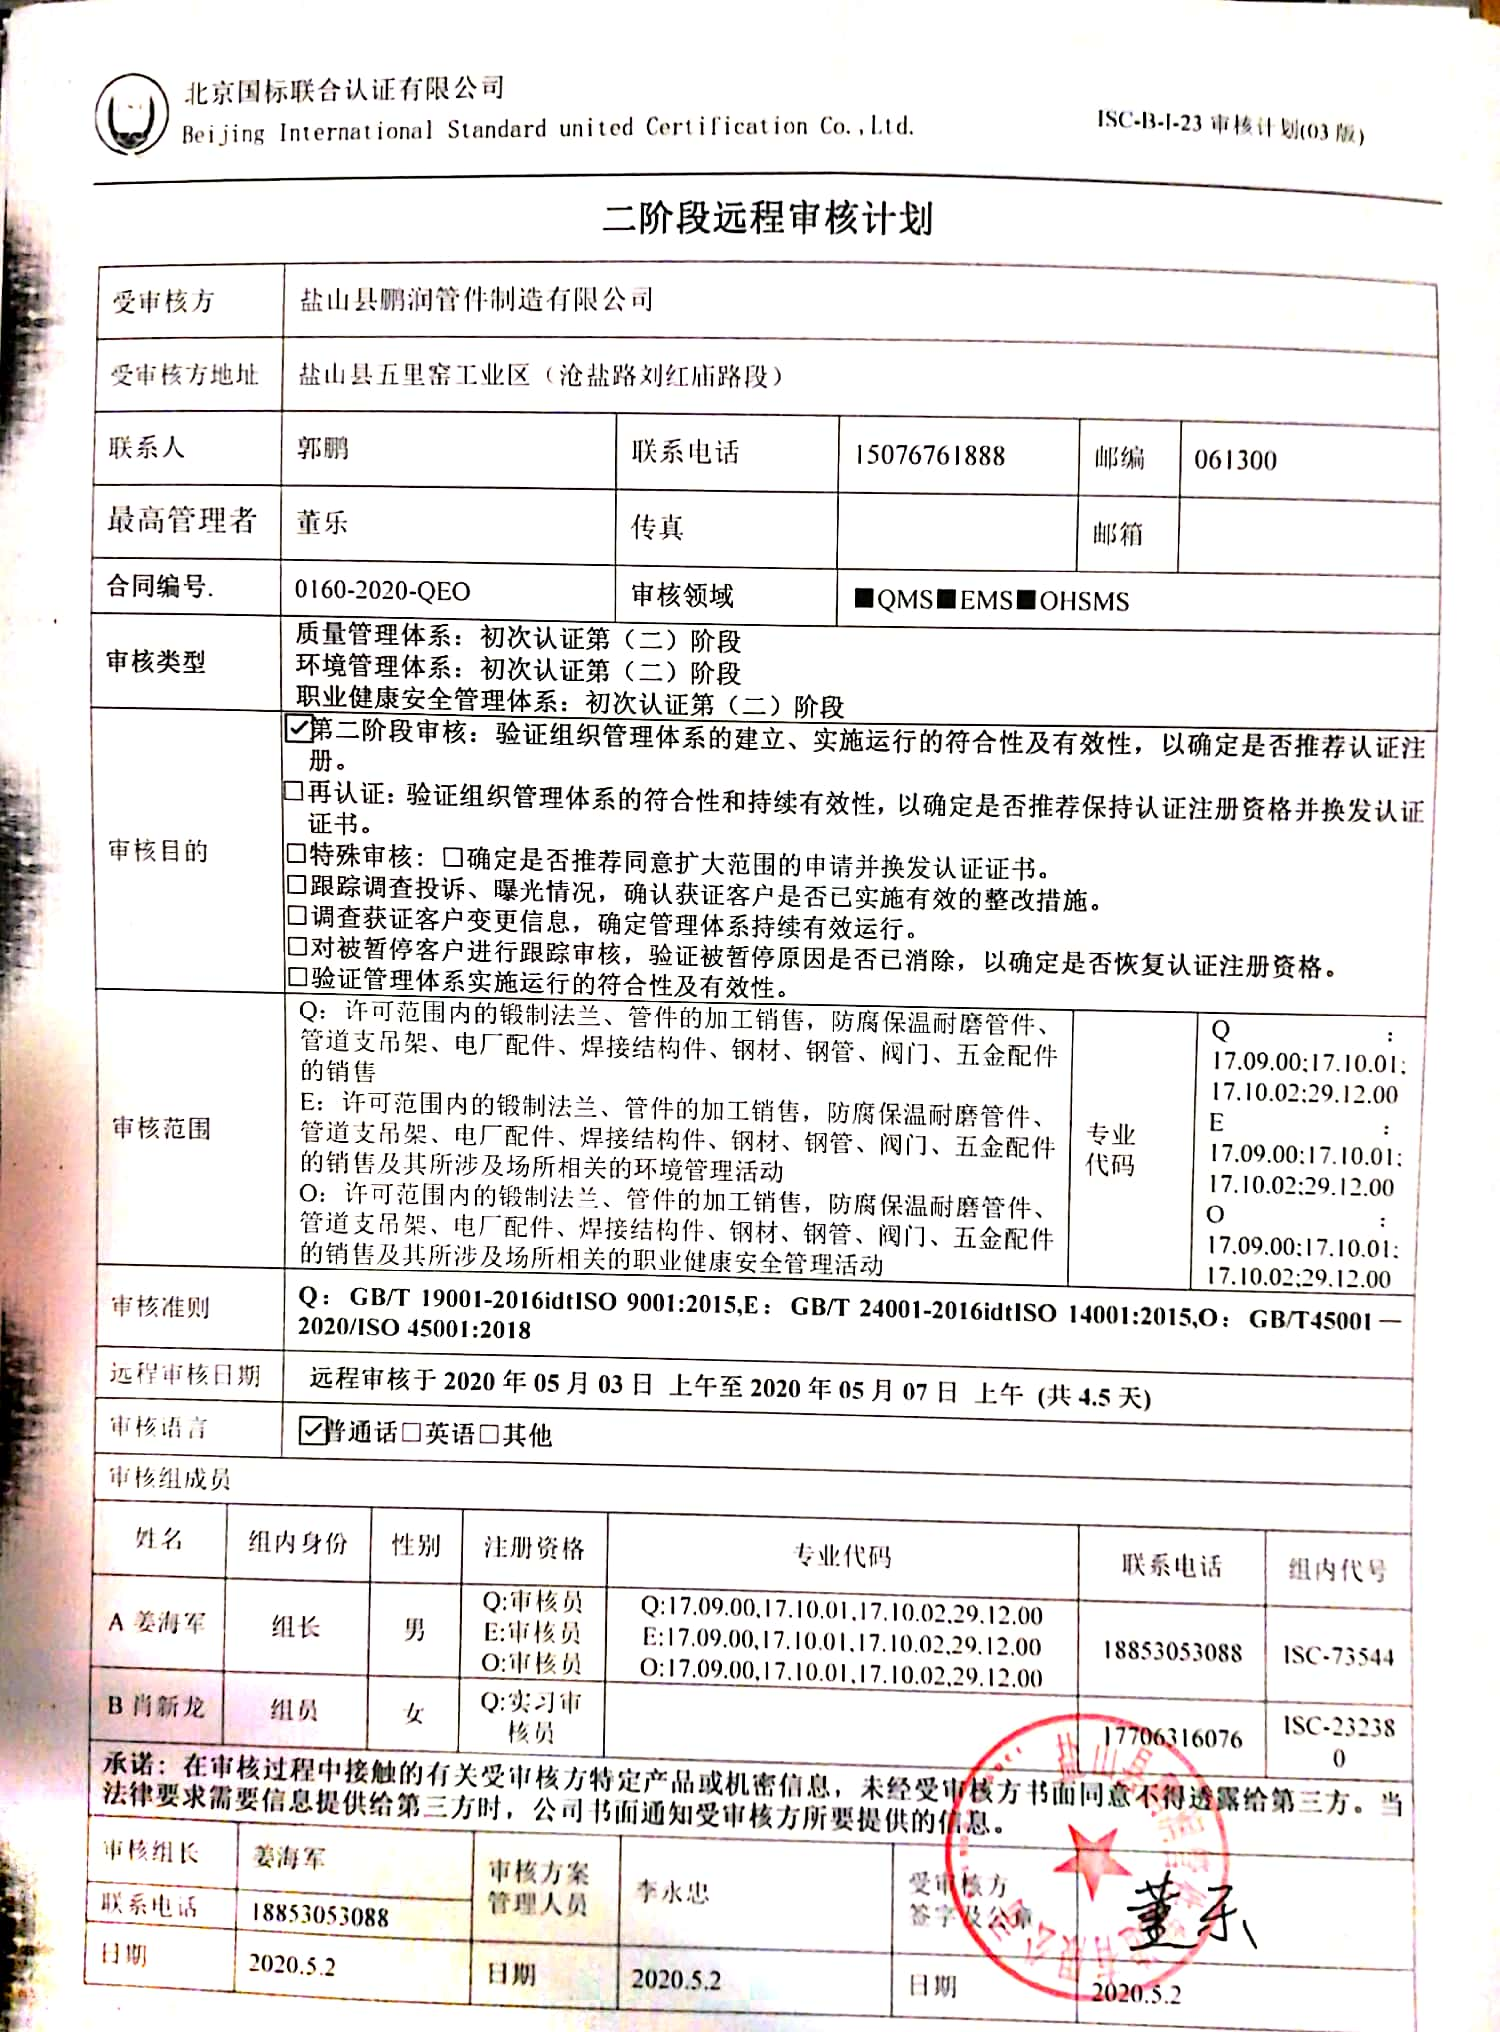 北京国标联合认证有限公司
Beijing International Standard united Certification Co.,Ltd.
ISC-B-I-23 审核计划(03 版)
二阶段远程审核计划
受审核方 盐山县鹏润管件制造有限公司
受审核方地址 盐山县五里窑工业区（沧盐路刘红庙路段）
联系人 郭鹏 联系电话 15076761888 邮编 061300
最高管理者 董乐 传真 邮箱
合同编号. 0160-2020-QEO 审核领域 ■QMS■EMS■OHSMS
审核类型
质量管理体系：初次认证第（二）阶段
环境管理体系：初次认证第（二）阶段
职业健康安全管理体系：初次认证第（二）阶段
审核目的
☑第二阶段审核：验证组织管理体系的建立、实施运行的符合性及有效性，以确定是否推荐认证注
册。
□再认证：验证组织管理体系的符合性和持续有效性，以确定是否推荐保持认证注册资格并换发认证
证书。
□特殊审核：□确定是否推荐同意扩大范围的申请并换发认证证书。
□跟踪调查投诉、曝光情况，确认获证客户是否已实施有效的整改措施。
□调查获证客户变更信息，确定管理体系持续有效运行。
□对被暂停客户进行跟踪审核，验证被暂停原因是否已消除，以确定是否恢复认证注册资格。
□验证管理体系实施运行的符合性及有效性。
审核范围
Q：许可范围内的锻制法兰、管件的加工销售，防腐保温耐磨管件、
管道支吊架、电厂配件、焊接结构件、钢材、钢管、阀门、五金配件
的销售
E：许可范围内的锻制法兰、管件的加工销售，防腐保温耐磨管件、
管道支吊架、电厂配件、焊接结构件、钢材、钢管、阀门、五金配件
的销售及其所涉及场所相关的环境管理活动
O：许可范围内的锻制法兰、管件的加工销售，防腐保温耐磨管件、
管道支吊架、电厂配件、焊接结构件、钢材、钢管、阀门、五金配件
的销售及其所涉及场所相关的职业健康安全管理活动
专业
代码
Q ：
17.09.00;17.10.01;
17.10.02;29.12.00
E ：
17.09.00;17.10.01;
17.10.02;29.12.00
O ：
17.09.00;17.10.01;
17.10.02;29.12.00
审核准则
Q：GB/T 19001-2016idtISO 9001:2015,E：GB/T 24001-2016idtISO 14001:2015,O：GB/T45001－
2020/ISO 45001:2018
远程审核日期 远程审核于 2020 年 05 月 03 日 上午至 2020 年 05 月 07 日 上午 (共 4.5 天)
审核语言 ☑普通话□英语□其他
审核组成员
姓名 组内身份 性别 注册资格 专业代码 联系电话 组内代号
A 姜海军 组长 男
Q:审核员
E:审核员
O:审核员
Q:17.09.00,17.10.01,17.10.02,29.12.00
E:17.09.00,17.10.01,17.10.02,29.12.00
O:17.09.00,17.10.01,17.10.02,29.12.00
18853053088 ISC-73544
B 肖新龙 组员 女
Q:实习审
核员
17706316076
ISC-23238
0
承诺：在审核过程中接触的有关受审核方特定产品或机密信息，未经受审核方书面同意不得透露给第三方。当
法律要求需要信息提供给第三方时，公司书面通知受审核方所要提供的信息。
审核组长 姜海军
审核方案
管理人员
李永忠
受审核方
签字及公章
董乐
联系电话 18853053088
日期 2020.5.2 日期 2020.5.2 日期 2020.5.2